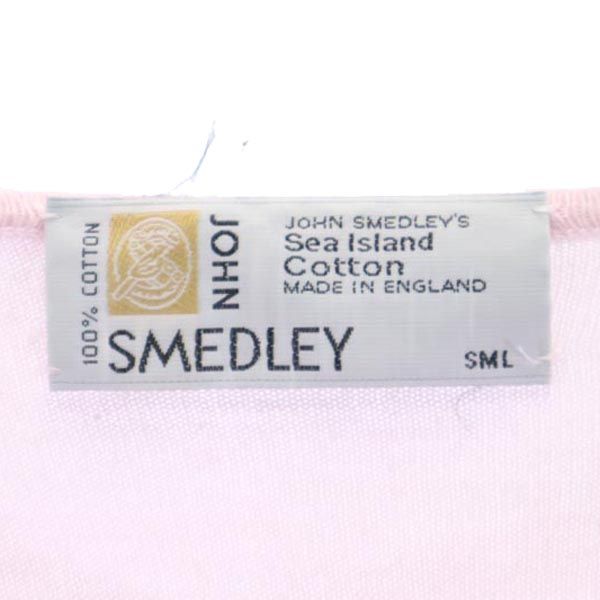 100% COTTON
JOHN
SMEDLEY
JOHN SMEDLEY'S
Sea Island
Cotton
MADE IN ENGLAND
SML